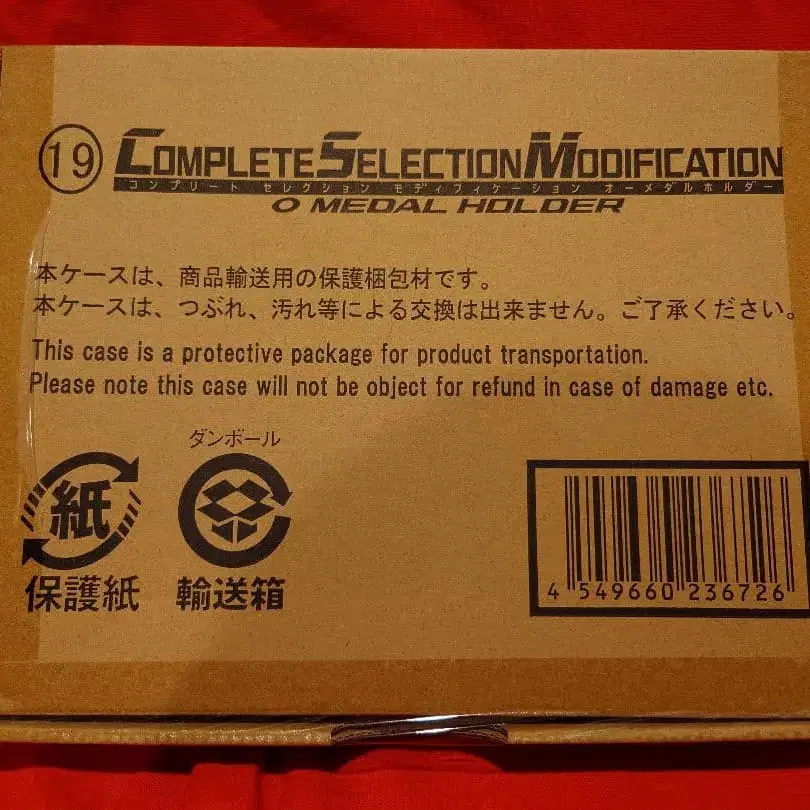 19 COMPLETE SELECTION MODIFICATION
コンプリート セレクション モディフィケーション オーメダルホルダー
O MEDAL HOLDER
本ケースは、商品輸送用の保護梱包材です。
本ケースは、つぶれ、汚れ等による交換は出来ません。ご了承ください。
This case is a protective package for product transportation.
Please note this case will not be object for refund in case of damage etc.
ダンボール
紙
保護紙
輸送箱
4 549660 236726